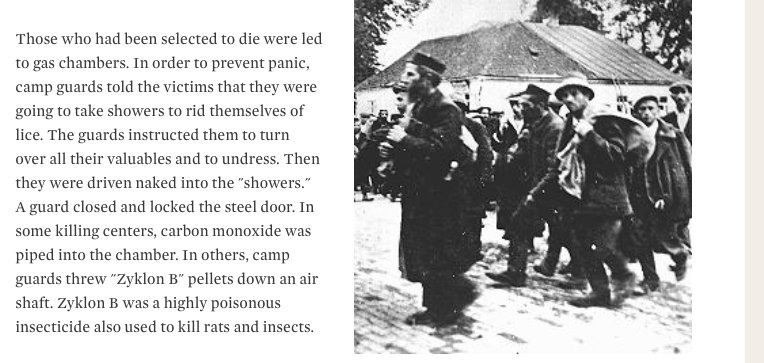 Those who had been selected to die were led
to gas chambers. In order to prevent panic,
camp guards told the victims that they were
going to take showers to rid themselves of
lice. The guards instructed them to turn
over all their valuables and to undress. Then
they were driven naked into the "showers."
A guard closed and locked the steel door. In
some killing centers, carbon monoxide was
piped into the chamber. In others, camp
guards threw "Zyklon B" pellets down an air
shaft. Zyklon B was a highly poisonous
insecticide also used to kill rats and insects.